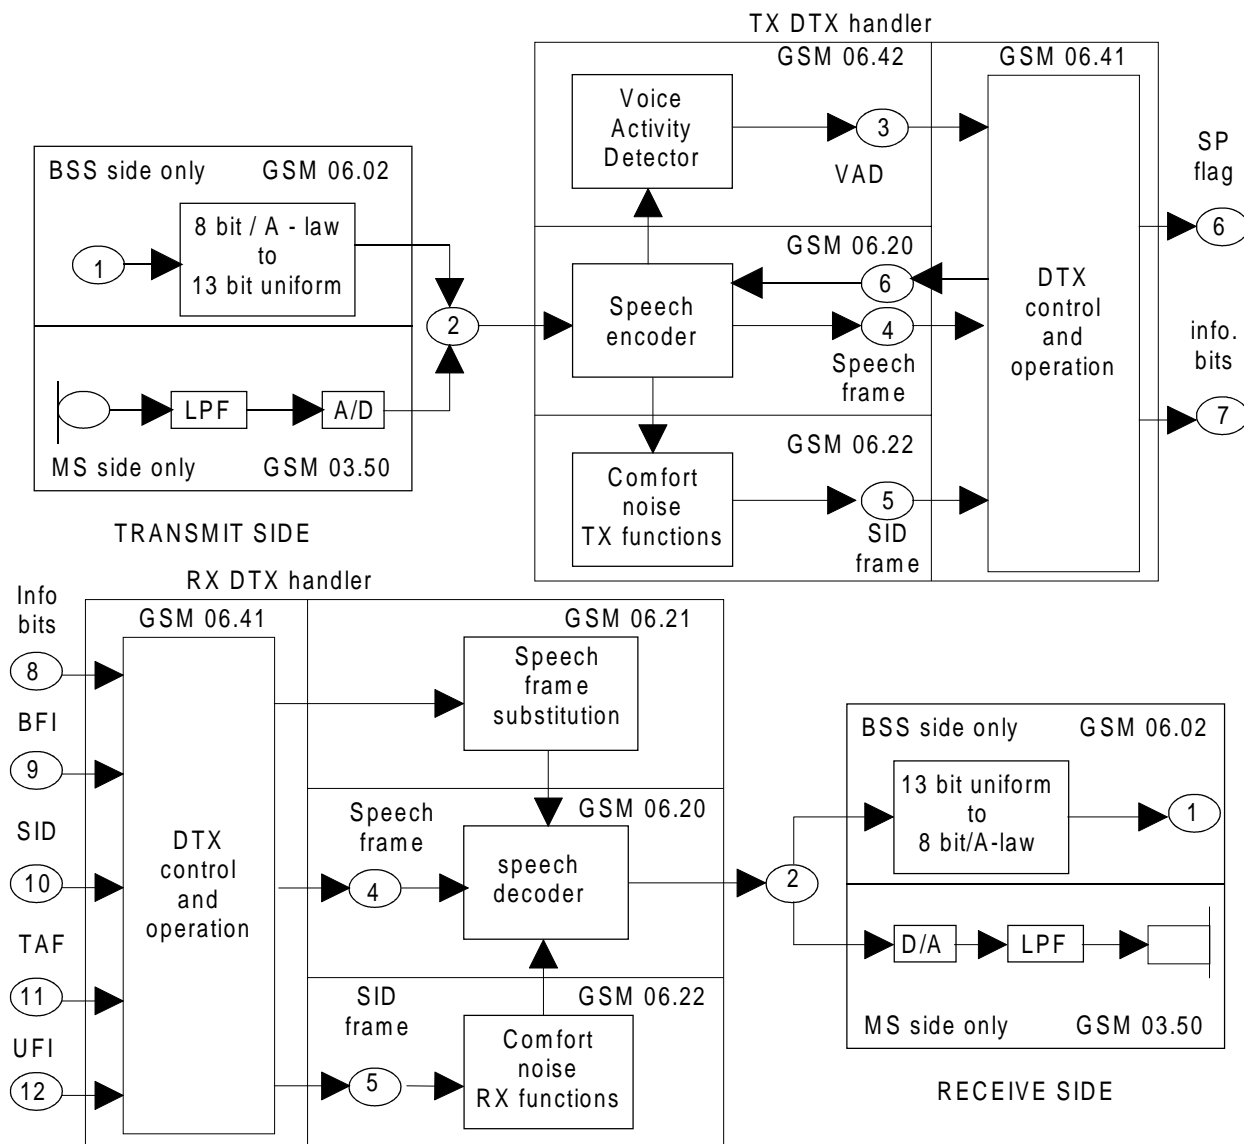 TX DTX handler
GSM 06.42
GSM 06.41
Voice
Activity
Detector
3
VAD
SP
flag
6
BSS side only
GSM 06.02
8 bit / A - law
to
13 bit uniform
1
2
GSM 06.20
6
Speech
encoder
4
Speech
frame
DTX
control
and
operation
info.
bits
7
LPF
A/D
MS side only
GSM 03.50
GSM 06.22
Comfort
noise
TX functions
5
SID
frame
TRANSMIT SIDE
RX DTX handler
Info
bits
8
BFI
9
SID
10
TAF
11
UFI
12
GSM 06.41
DTX
control
and
operation
GSM 06.21
Speech
frame
substitution
GSM 06.20
Speech
frame
4
speech
decoder
GSM 06.22
SID
frame
5
Comfort
noise
RX functions
2
BSS side only
GSM 06.02
13 bit uniform
to
8 bit/A-law
1
D/A
LPF
MS side only
GSM 03.50
RECEIVE SIDE